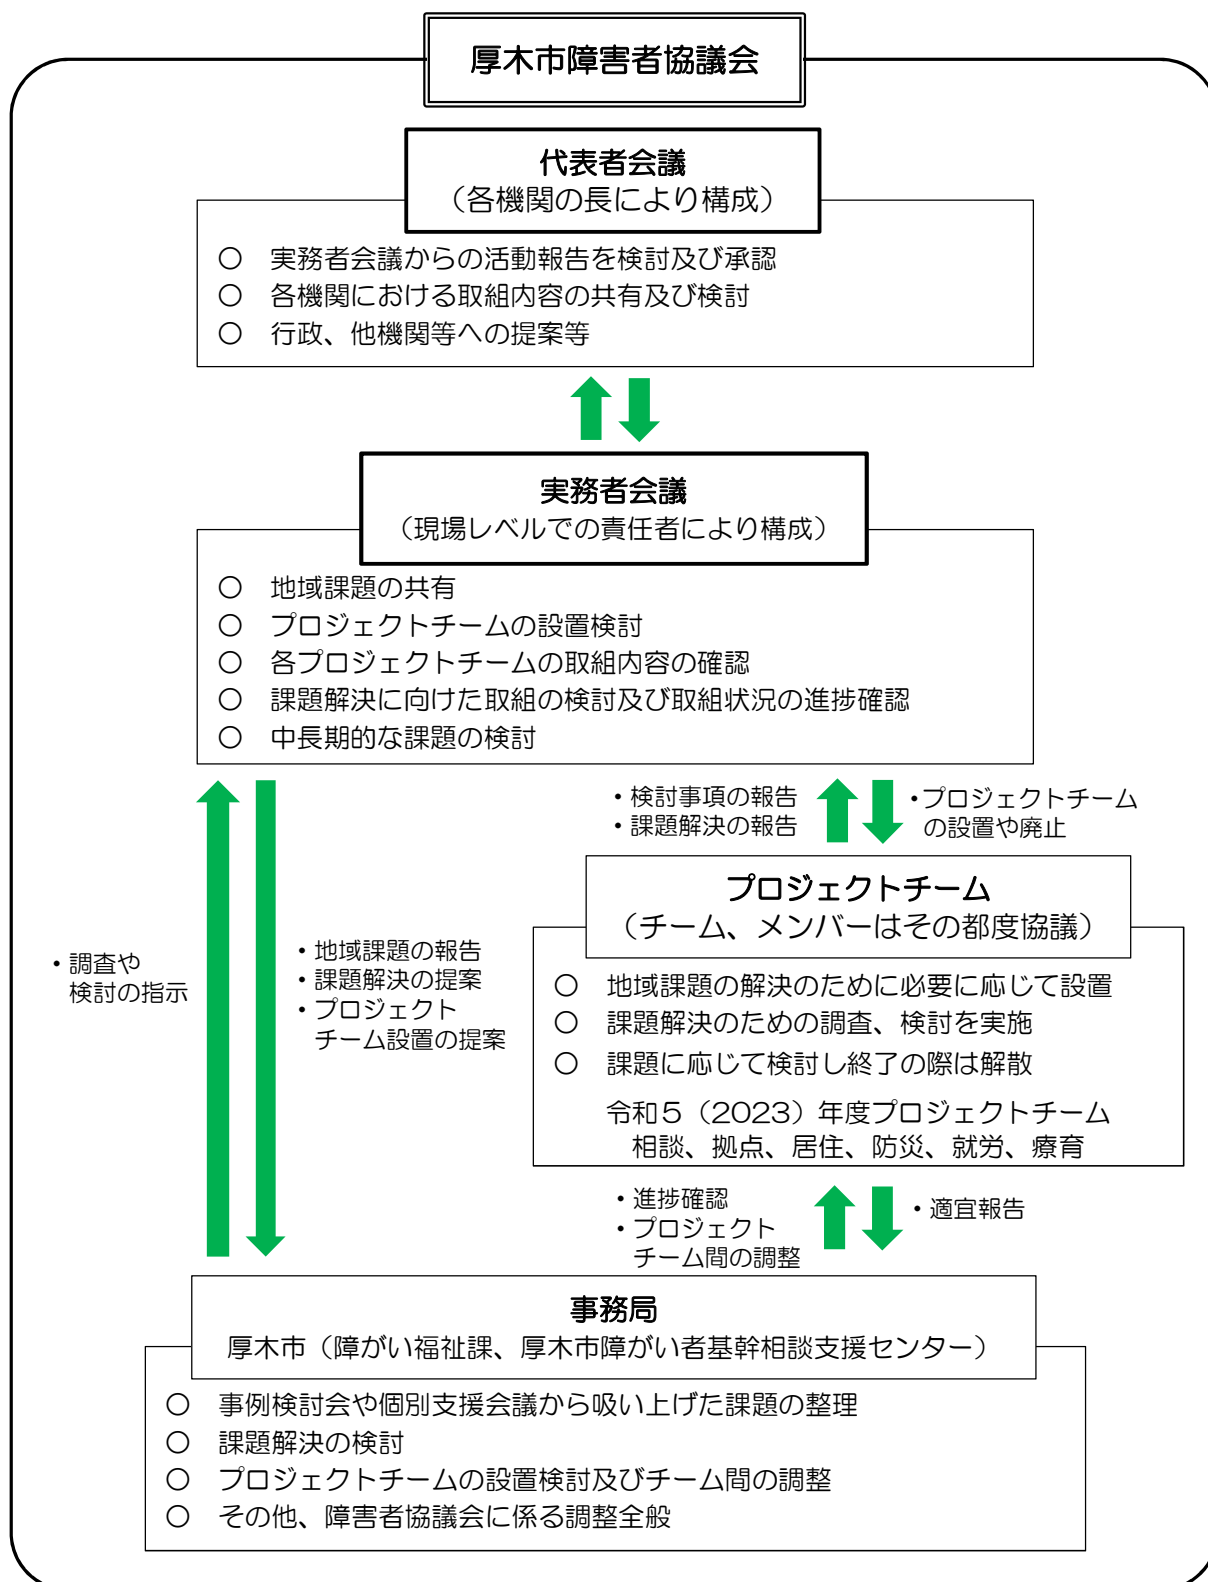 厚木市障害者協議会
代表者会議
（各機関の長により構成）
○　実務者会議からの活動報告を検討及び承認
○　各機関における取組内容の共有及び検討
○　行政、他機関等への提案等
実務者会議
（現場レベルでの責任者により構成）
○　地域課題の共有
○　プロジェクトチームの設置検討
○　各プロジェクトチームの取組内容の確認
○　課題解決に向けた取組の検討及び取組状況の進捗確認
○　中長期的な課題の検討
・検討事項の報告
・課題解決の報告
・プロジェクトチーム
の設置や廃止
プロジェクトチーム
（チーム、メンバーはその都度協議）
○　地域課題の解決のために必要に応じて設置
○　課題解決のための調査、検討を実施
○　課題に応じて検討し終了の際は解散
令和５（2023）年度プロジェクトチーム
相談、拠点、居住、防災、就労、療育
・調査や
検討の指示
・地域課題の報告
・課題解決の提案
・プロジェクト
チーム設置の提案
・進捗確認
・プロジェクト
チーム間の調整
・適宜報告
事務局
厚木市（障がい福祉課、厚木市障がい者基幹相談支援センター）
○　事例検討会や個別支援会議から吸い上げた課題の整理
○　課題解決の検討
○　プロジェクトチームの設置検討及びチーム間の調整
○　その他、障害者協議会に係る調整全般